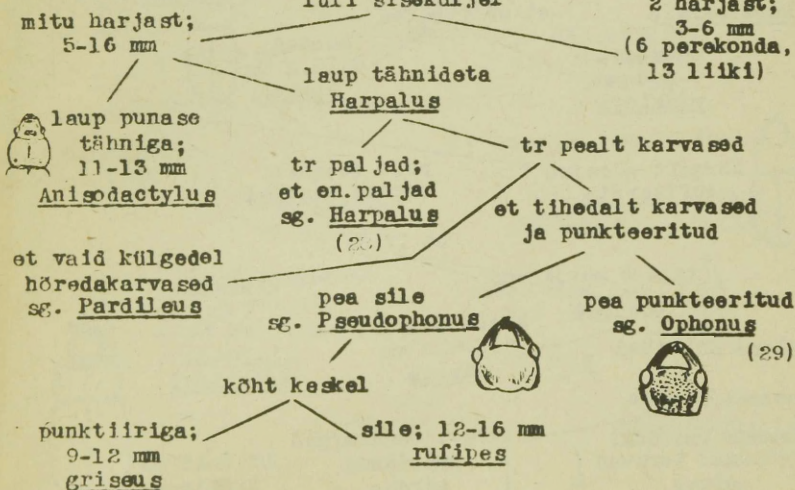 mitu harjast;
5-16 mm
2 harjast;
3-6 mm
(6 perekonda,
13 liiki)
laup tähnideta
Harpalus
laup punase
tähniga;
11-13 mm
Anisodactylus
tr paljad;
et en. paljad
sg. Harpalus
tr pealt karvased
et tihedalt karvased
ja punkteeritud
et vaid külgedel
hõredakarvased
sg. Pardileus
pea sile
sg. Pseudophonus
pea punkteeritud
sg. Ophonus
(29)
kõht keskel
punktiiriga;
9-12 mm
griseus
sile; 12-16 mm
rufipes